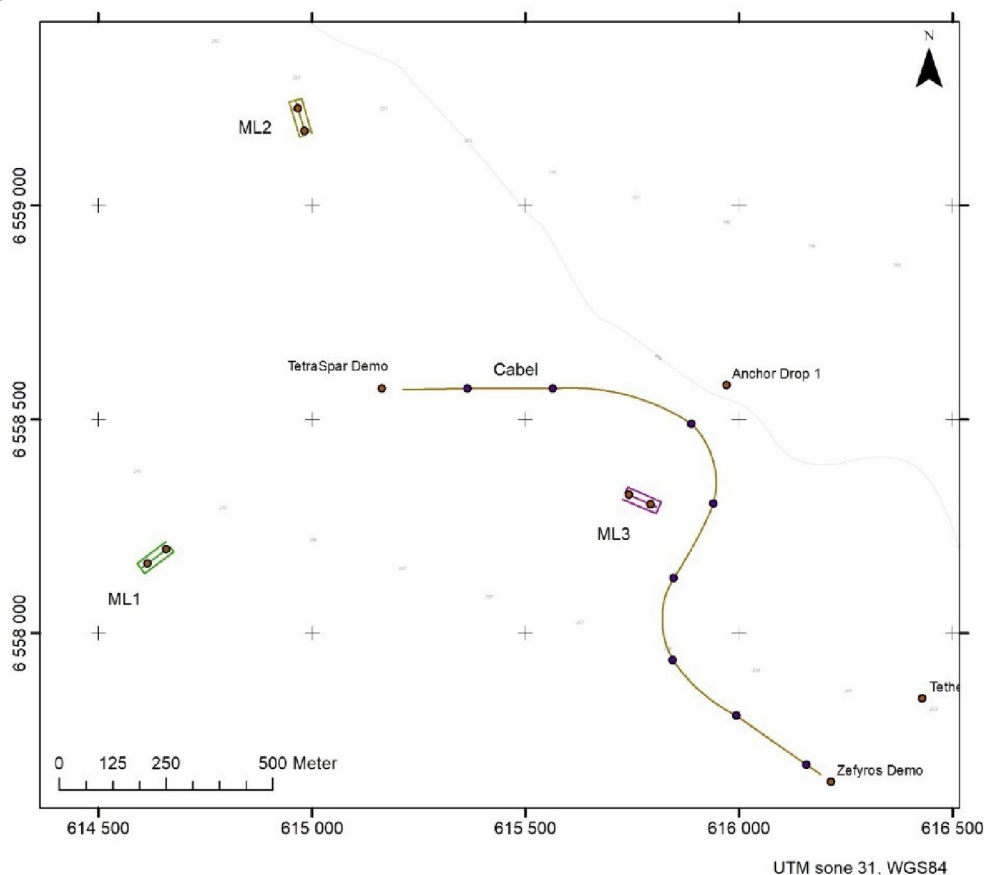 N
ML2
6 559 000
TetraSpar Demo
Cabel
Anchor Drop 1
6 558 500
ML3
ML1
6 558 000
Tethe
0 125 250 500 Meter
Zefyros Demo
614 500 615 000 615 500 616 000 616 500
UTM sone 31, WGS84